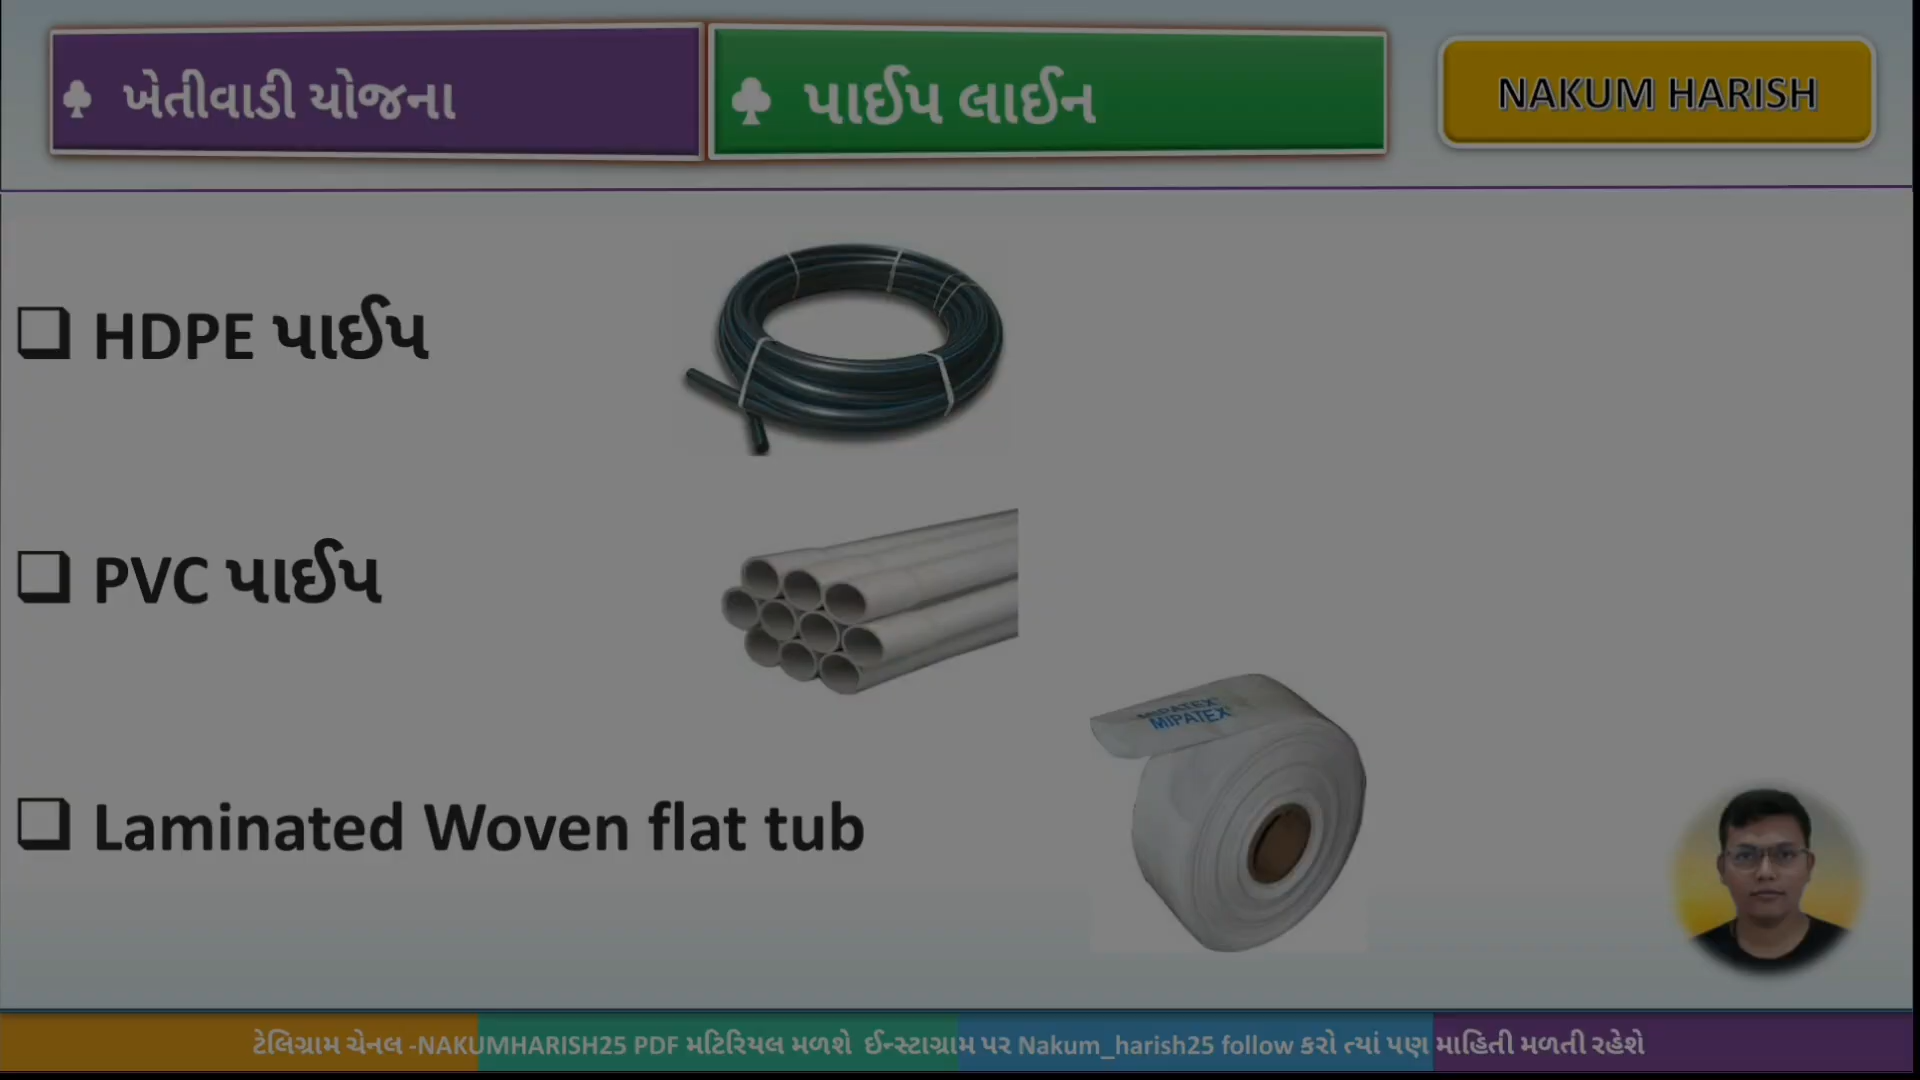 ♣ ખેતીવાડી યોજના
♣ પાઈપ લાઈન
NAKUM HARISH
❑ HDPE પાઈપ
❑ PVC પાઈપ
MIPATEX
MIPATEX
❑ Laminated Woven flat tub
ટેલિગ્રામ ચેનલ -NAKUMHARISH25 PDF મટિરિયલ મળશે ઈન્સ્ટાગ્રામ પર Nakum_harish25 follow કરો ત્યાં પણ માહિતી મળતી રહેશે